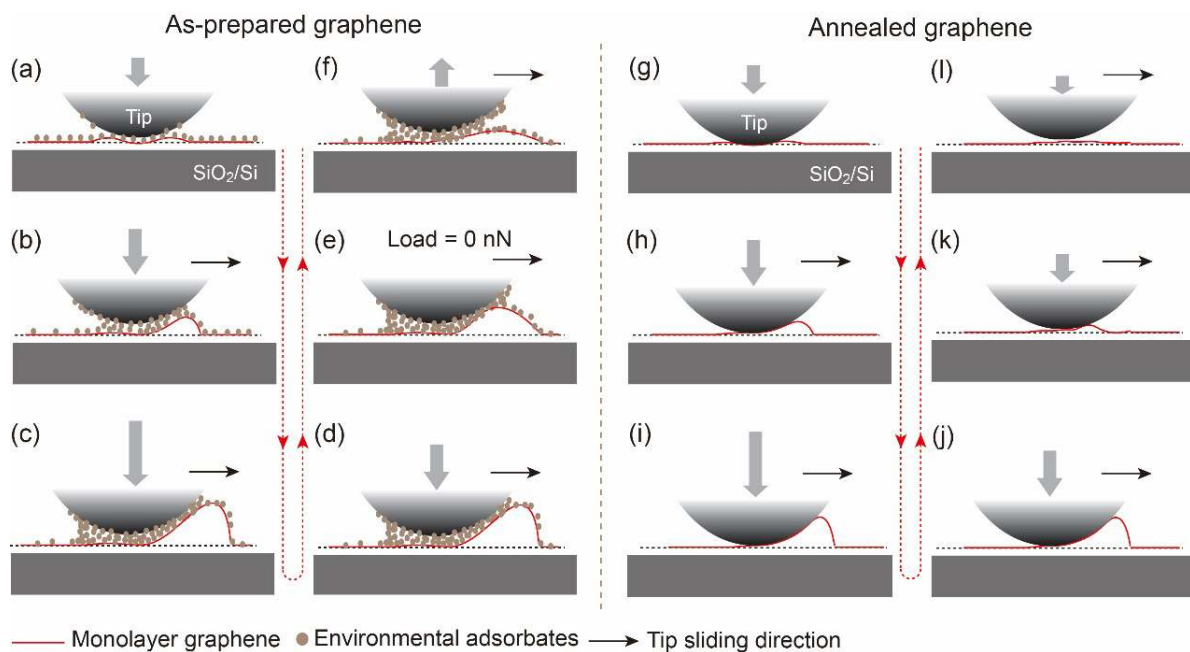 As-prepared graphene
Annealed graphene
(a)
Tip
SiO₂/Si
(f)
(g)
Tip
SiO₂/Si
(l)
(b)
(e)
Load = 0 nN
(h)
(k)
(c)
(d)
(i)
(j)
Monolayer graphene Environmental adsorbates Tip sliding direction